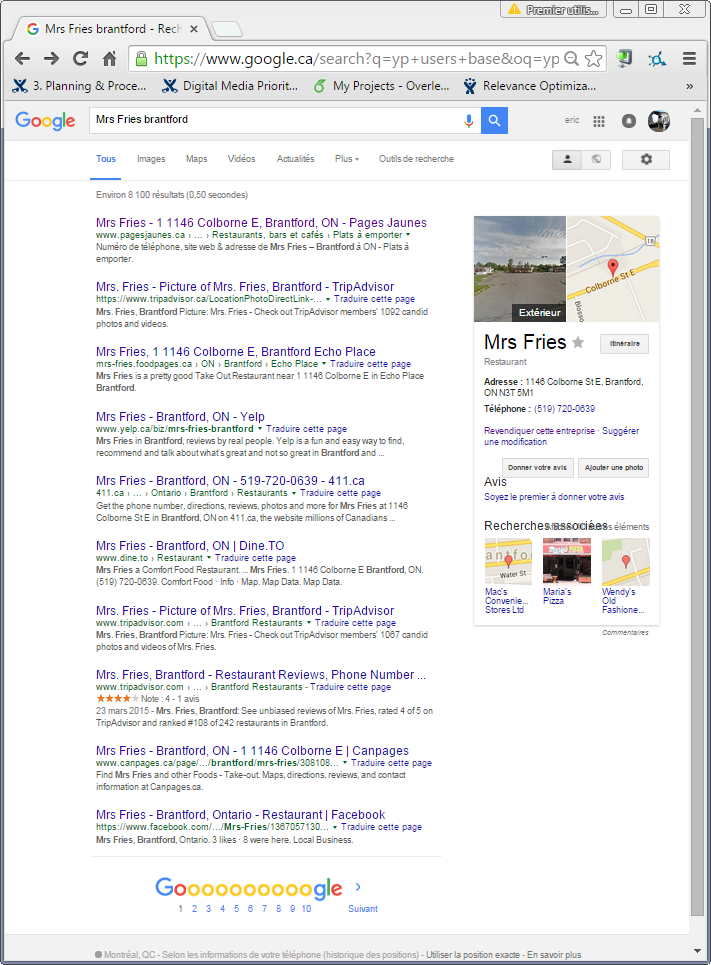 Premier utilis...
Mrs Fries brantford - Rech
https://www.google.ca/search?q=yp+users+base&oq=yp
3. Planning & Proce...
Digital Media Priorit...
My Projects - Overle...
Relevance Optimiza...
»
Google
Mrs Fries brantford
eric
Tous Images Maps Vidéos Actualités Plus Outils de recherche
Environ 8 100 résultats (0,50 secondes)
Mrs Fries - 1 1146 Colborne E, Brantford, ON - Pages Jaunes
www.pagesjaunes.ca › ... › Restaurants, bars et cafés › Plats à emporter
Numéro de téléphone, site web & adresse de Mrs Fries – Brantford à ON - Plats à
emporter.
Mrs. Fries - Picture of Mrs. Fries, Brantford - TripAdvisor
https://www.tripadvisor.ca/LocationPhotoDirectLink-... Traduire cette page
Mrs. Fries, Brantford Picture: Mrs. Fries - Check out TripAdvisor members' 1092 candid
photos and videos.
Mrs Fries, 1 1146 Colborne E, Brantford Echo Place
mrs-fries.foodpages.ca › ON › Brantford › Echo Place Traduire cette page
Mrs Fries is a pretty good Take Out Restaurant near 1 1146 Colborne E in Echo Place
Brantford.
Mrs Fries - Brantford, ON - Yelp
www.yelp.ca/biz/mrs-fries-brantford Traduire cette page
Mrs Fries in Brantford, reviews by real people. Yelp is a fun and easy way to find,
recommend and talk about what's great and not so great in Brantford and ...
Mrs Fries - Brantford, ON - 519-720-0639 - 411.ca
411.ca › ... › Ontario › Brantford › Restaurants Traduire cette page
Get the phone number, directions, reviews, photos and more for Mrs Fries at 1146
Colborne St E in Brantford, ON on 411.ca, the website millions of Canadians ...
Mrs Fries - Brantford, ON | Dine.TO
www.dine.to › Restaurant Traduire cette page
Mrs Fries a Comfort Food Restaurant. ... Mrs Fries. 1 1146 Colborne E Brantford, ON.
(519) 720-0639. Comfort Food · Info · Map. Map Data. Map Data.
Mrs Fries - Picture of Mrs. Fries, Brantford - TripAdvisor
www.tripadvisor.com › ... › Brantford Restaurants Traduire cette page
Mrs. Fries, Brantford Picture: Mrs Fries - Check out TripAdvisor members' 1067 candid
photos and videos of Mrs. Fries.
Mrs. Fries, Brantford - Restaurant Reviews, Phone Number ...
www.tripadvisor.com › ... › Brantford Restaurants - Traduire cette page
Note : 4 - 1 avis
23 mars 2015 - Mrs. Fries, Brantford: See unbiased reviews of Mrs. Fries, rated 4 of 5 on
TripAdvisor and ranked #108 of 242 restaurants in Brantford.
Mrs Fries - Brantford, ON - 1 1146 Colborne E | Canpages
www.canpages.ca/page/.../brantford/mrs-fries/308108... Traduire cette page
Find Mrs Fries and other Foods - Take-out. Maps, directions, reviews, and contact
information at Canpages.ca.
Mrs Fries - Brantford, Ontario - Restaurant | Facebook
https://www.facebook.com/.../Mrs-Fries/1367057130... Traduire cette page
Mrs Fries, Brantford, Ontario. 3 likes · 8 were here. Local Business.
Extérieur
18
Colborne St E
Mrs Fries
Itinéraire
Restaurant
Adresse : 1146 Colborne St E, Brantford,
ON N3T 5M1
Téléphone : (519) 720-0639
Revendiquer cette entreprise · Suggérer
une modification
Donner votre avis
Ajouter une photo
Avis
Soyez le premier à donner votre avis
Recherches associées
éléments
Water St
Mac's
Convenie...
Stores Ltd
Maria's
Pizza
Wendy's
Old
Fashione...
Commentaires
Goooooooooogle
1 2 3 4 5 6 7 8 9 10 Suivant
Montréal, QC - Selon les informations de votre téléphone (historique des positions) - Utiliser la position exacte - En savoir plus